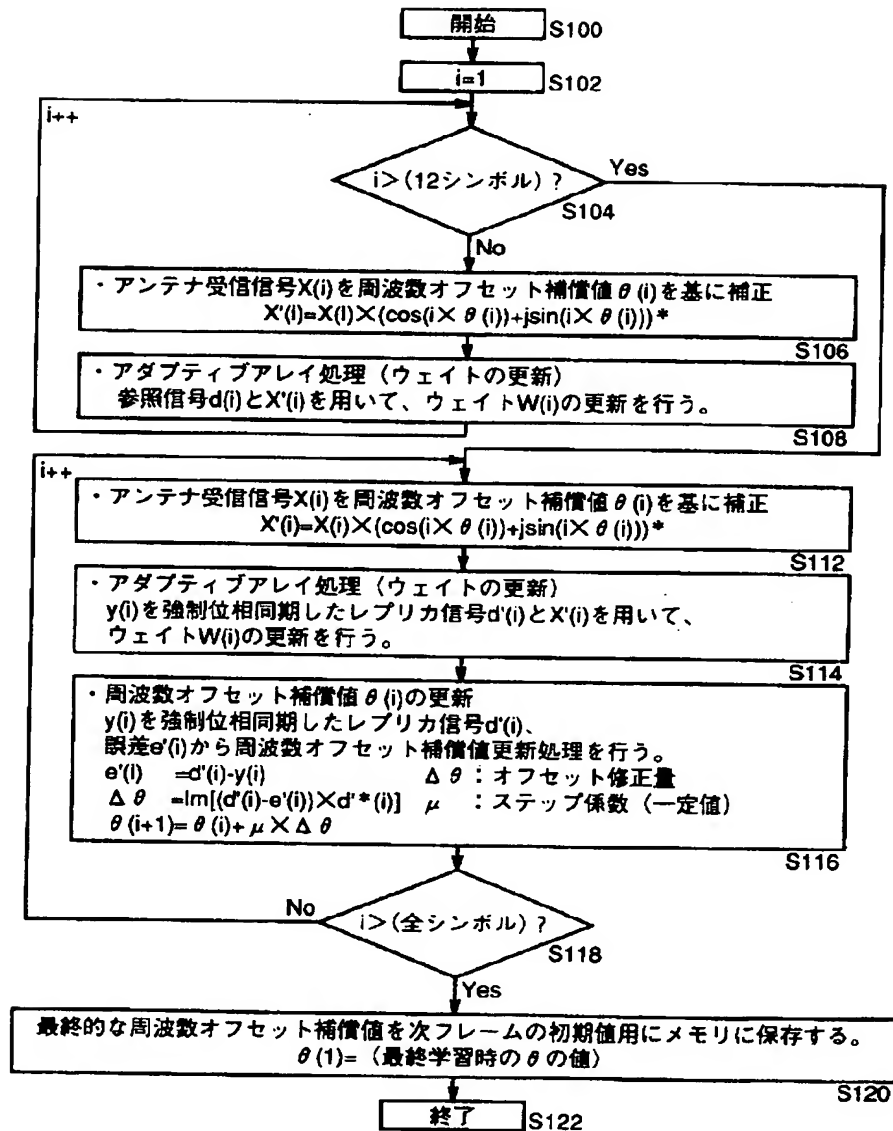 開始 S100
i=1 S102
i++
i>(12シンボル)?
Yes
S104
No
・アンテナ受信信号X(i)を周波数オフセット補償値θ(i)を基に補正
X'(i)=X(i)×(cos(i×θ(i))+jsin(i×θ(i)))*
S106
・アダプティブアレイ処理(ウェイトの更新)
参照信号d(i)とX'(i)を用いて、ウェイトW(i)の更新を行う。
S108
i++
・アンテナ受信信号X(i)を周波数オフセット補償値θ(i)を基に補正
X'(i)=X(i)×(cos(i×θ(i))+jsin(i×θ(i)))*
S112
・アダプティブアレイ処理(ウェイトの更新)
y(i)を強制位相同期したレプリカ信号d'(i)とX'(i)を用いて、
ウェイトW(i)の更新を行う。
S114
・周波数オフセット補償値θ(i)の更新
y(i)を強制位相同期したレプリカ信号d'(i)、
誤差e'(i)から周波数オフセット補償値更新処理を行う。
e'(i) =d'(i)-y(i) Δθ:オフセット修正量
Δθ =Im[(d'(i)-e'(i))×d'*(i)] μ :ステップ係数(一定値)
θ(i+1)=θ(i)+μ×Δθ
S116
No
i>(全シンボル)?
S118
Yes
最終的な周波数オフセット補償値を次フレームの初期値用にメモリに保存する。
θ(1)=(最終学習時のθの値)
S120
終了 S122